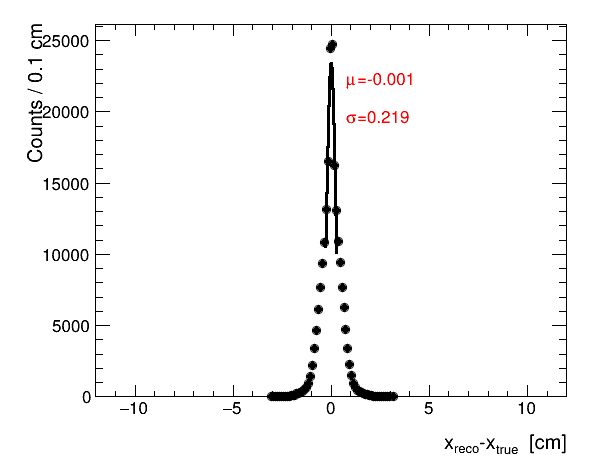 Counts / 0.1 cm
25000
20000
15000
10000
5000
0
μ=-0.001
σ=0.219
−10 −5 0 5 10
x_reco-x_true [cm]